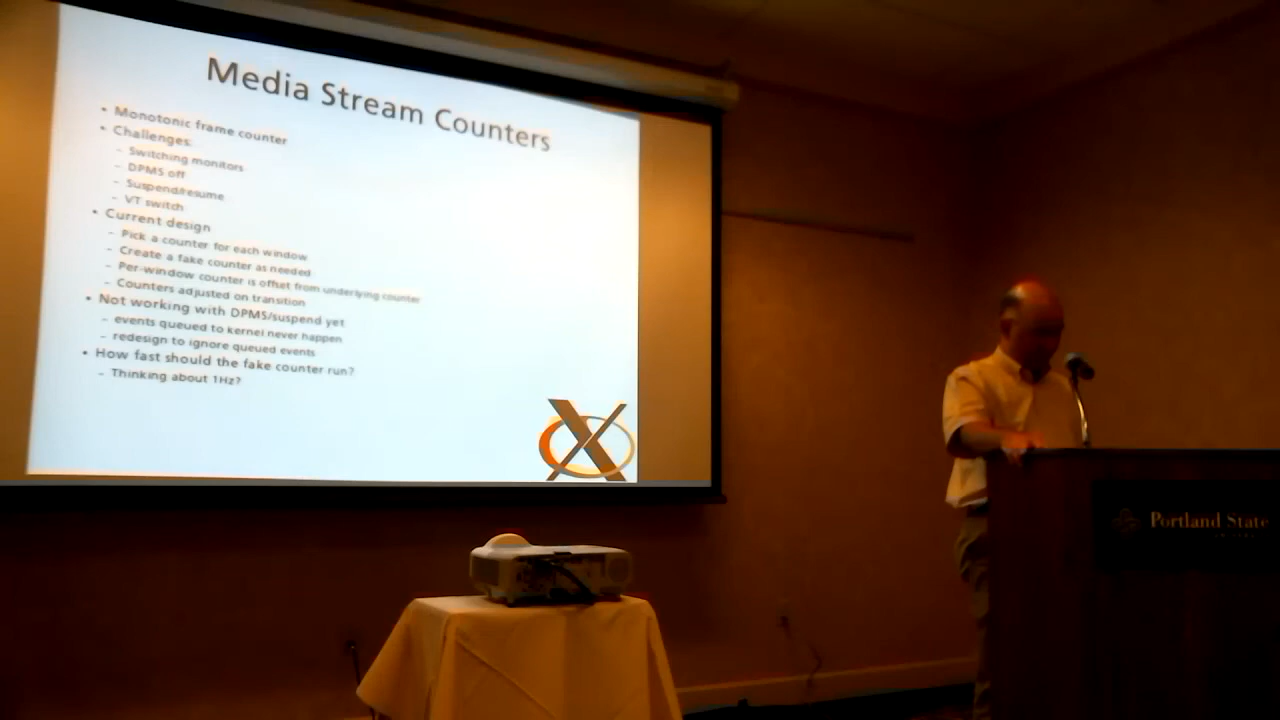 Media Stream Counters
• Monotonic frame counter
• Challenges:
– Switching monitors
– DPMS off
– Suspend/resume
– VT switch
• Current design
– Pick a counter for each window
– Create a fake counter as needed
– Per-window counter is offset from underlying counter
– Counters adjusted on transition
• Not working with DPMS/suspend yet
– events queued to kernel never happen
– redesign to ignore queued events
• How fast should the fake counter run?
– Thinking about 1Hz?
X
Portland State